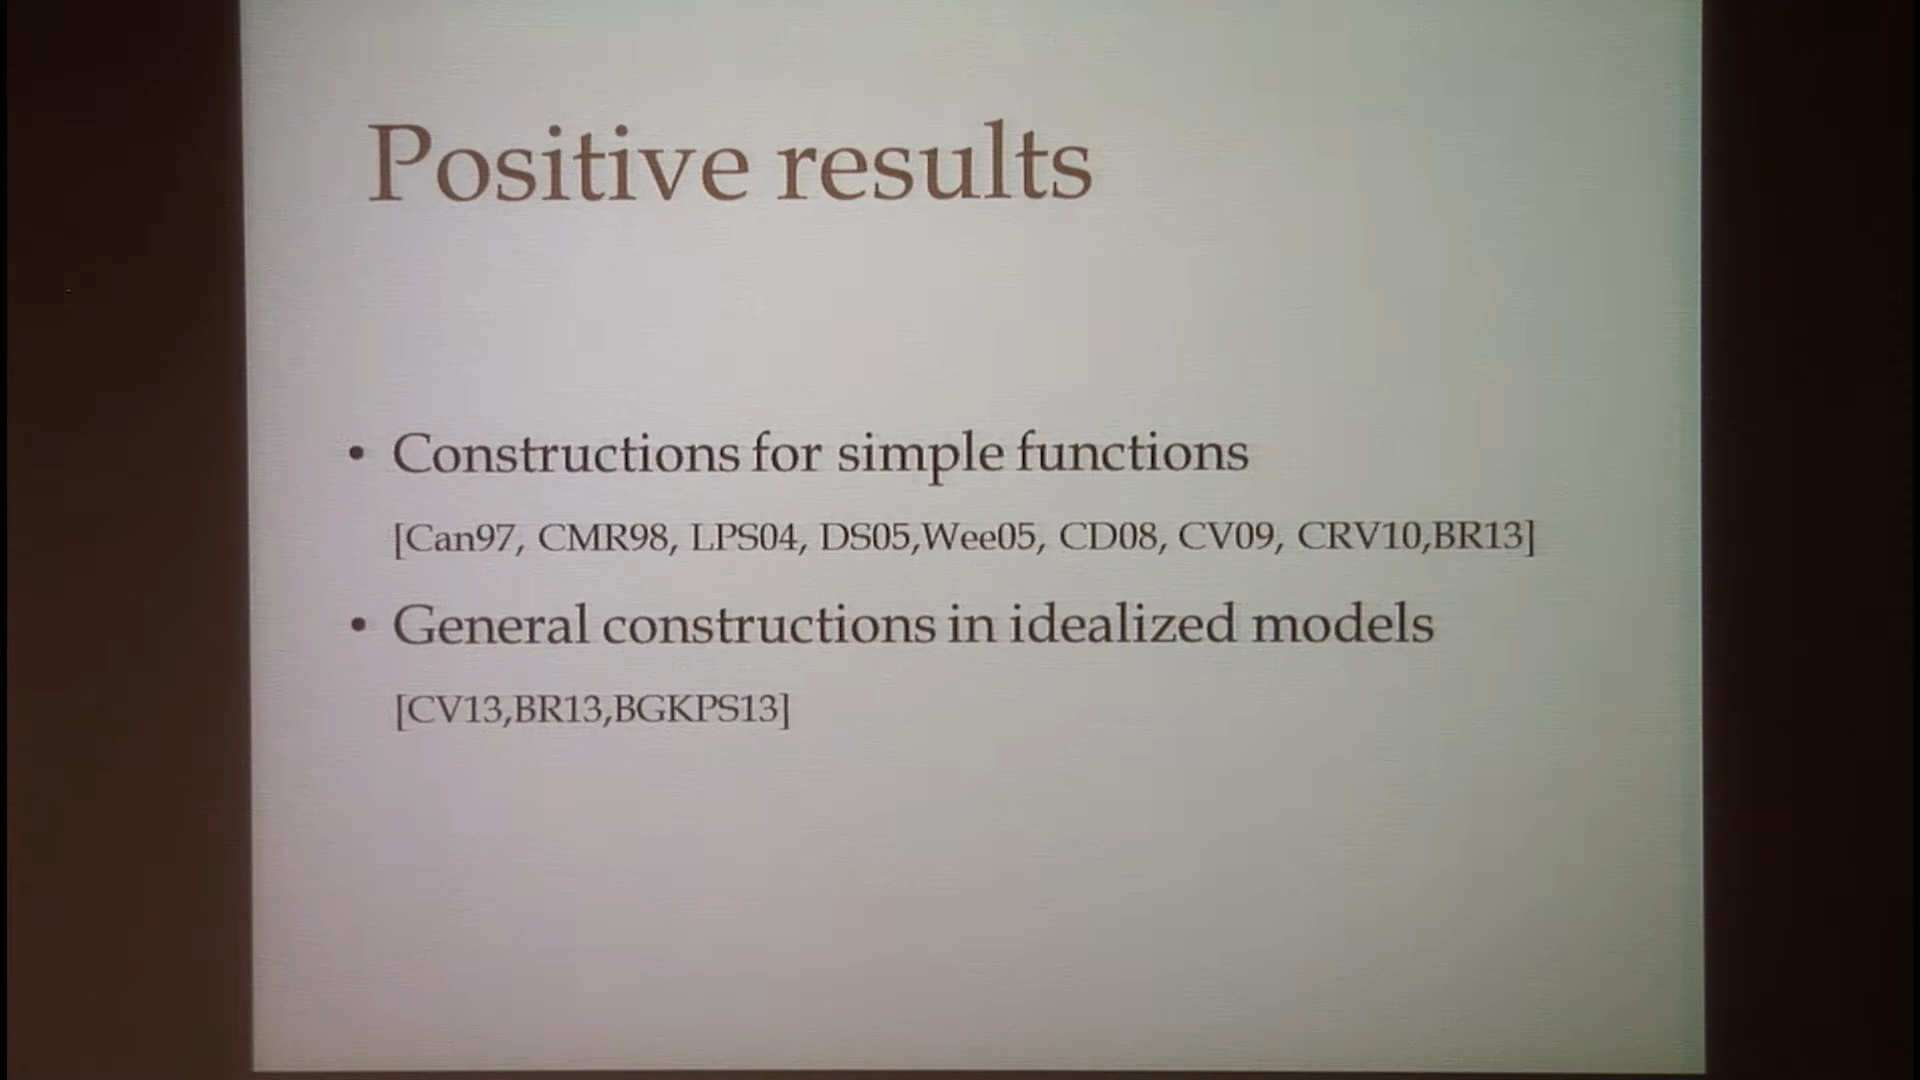 Positive results
• Constructions for simple functions
[Can97, CMR98, LPS04, DS05,Wee05, CD08, CV09, CRV10,BR13]
• General constructions in idealized models
[CV13,BR13,BGKPS13]